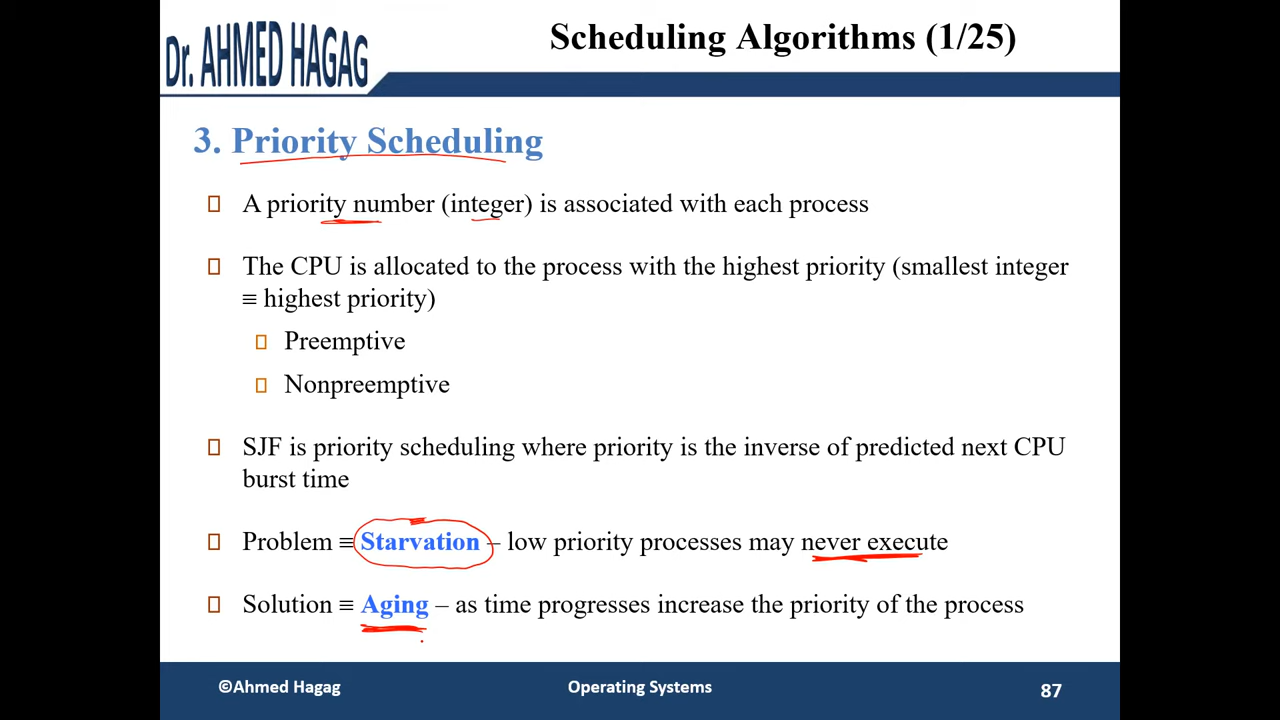 Dr. AHMED HAGAG
Scheduling Algorithms (1/25)
3. Priority Scheduling
A priority number (integer) is associated with each process
The CPU is allocated to the process with the highest priority (smallest integer
≡ highest priority)
Preemptive
Nonpreemptive
SJF is priority scheduling where priority is the inverse of predicted next CPU
burst time
Problem ≡ Starvation – low priority processes may never execute
Solution ≡ Aging – as time progresses increase the priority of the process
©Ahmed Hagag
Operating Systems
87